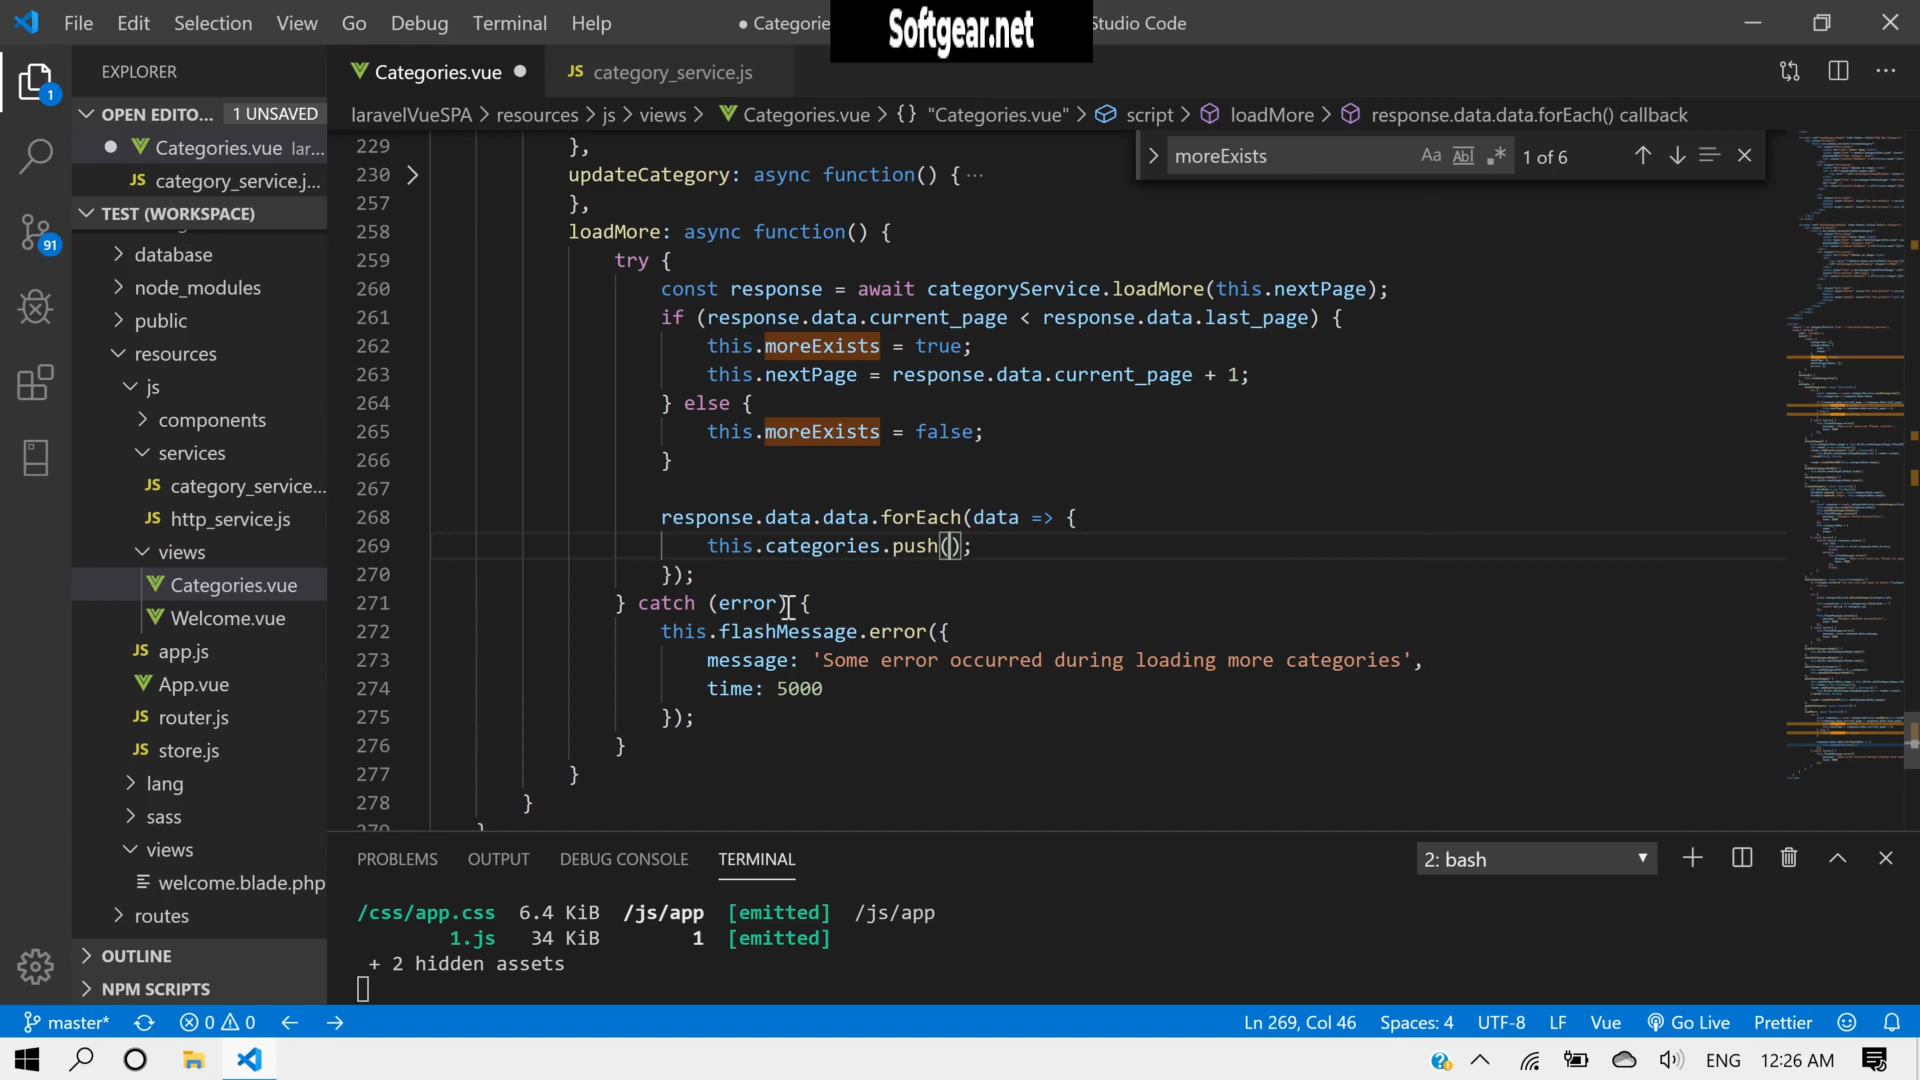 File Edit Selection View Go Debug Terminal Help
● Categorie
Softgear.net
Studio Code
EXPLORER
Categories.vue
JS category_service.js
1
OPEN EDITO... 1 UNSAVED
Categories.vue lar...
JS category_service.j...
TEST (WORKSPACE)
database
node_modules
public
resources
js
components
services
JS category_service...
JS http_service.js
views
Categories.vue
Welcome.vue
JS app.js
App.vue
JS router.js
JS store.js
lang
sass
views
welcome.blade.php
routes
OUTLINE
NPM SCRIPTS
91
laravelVueSPA > resources > js > views > Categories.vue > {} "Categories.vue" > script > loadMore > response.data.data.forEach() callback
moreExists Aa Abl .* 1 of 6
229 },
230 updateCategory: async function() { ...
257 },
258 loadMore: async function() {
259 try {
260 const response = await categoryService.loadMore(this.nextPage);
261 if (response.data.current_page < response.data.last_page) {
262 this.moreExists = true;
263 this.nextPage = response.data.current_page + 1;
264 } else {
265 this.moreExists = false;
266 }
267
268 response.data.data.forEach(data => {
269 this.categories.push();
270 });
271 } catch (error) {
272 this.flashMessage.error({
273 message: 'Some error occurred during loading more categories',
274 time: 5000
275 });
276 }
277 }
278 }
PROBLEMS OUTPUT DEBUG CONSOLE TERMINAL
2: bash
/css/app.css 6.4 KiB /js/app [emitted] /js/app
1.js 34 KiB 1 [emitted]
+ 2 hidden assets
master* 0 0
Ln 269, Col 46 Spaces: 4 UTF-8 LF Vue Go Live Prettier
ENG 12:26 AM